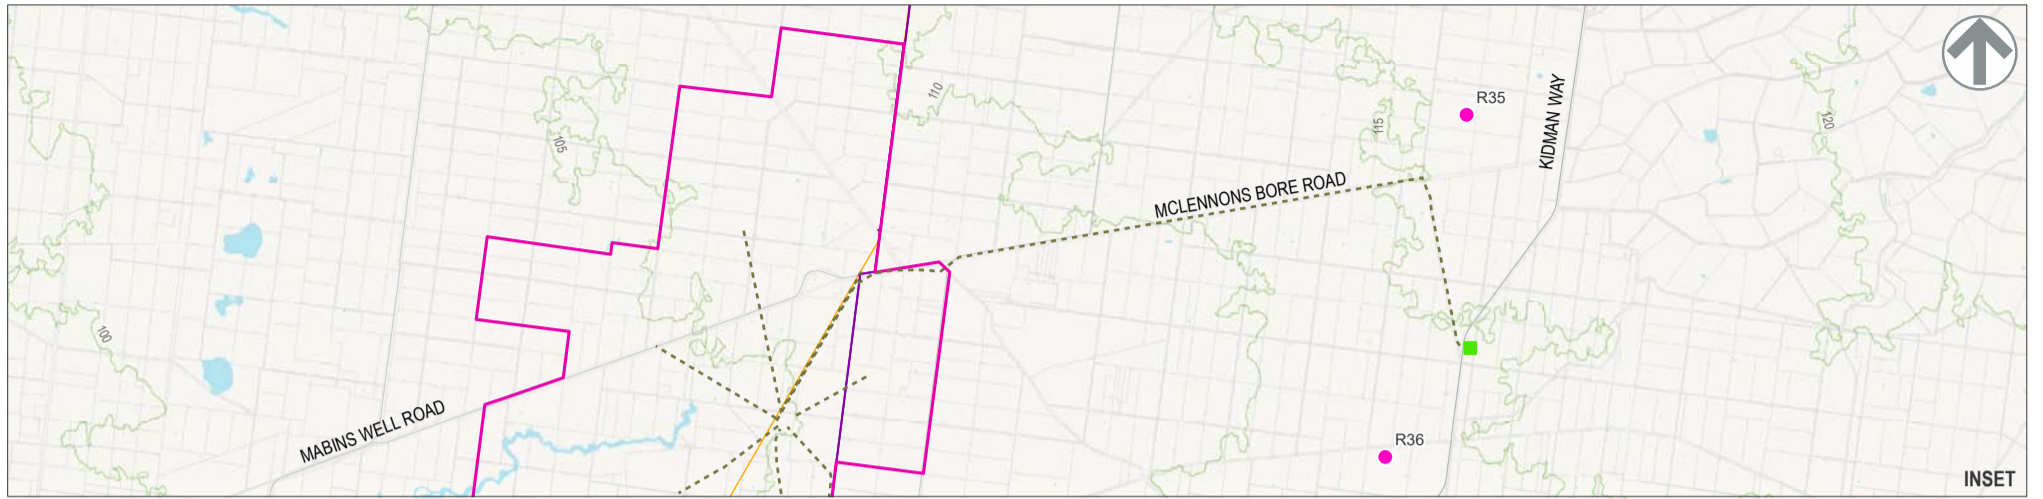 110
R35
KIDMAN WAY
115
120
105
MCLENNONS BORE ROAD
100
MABINS WELL ROAD
R36
INSET